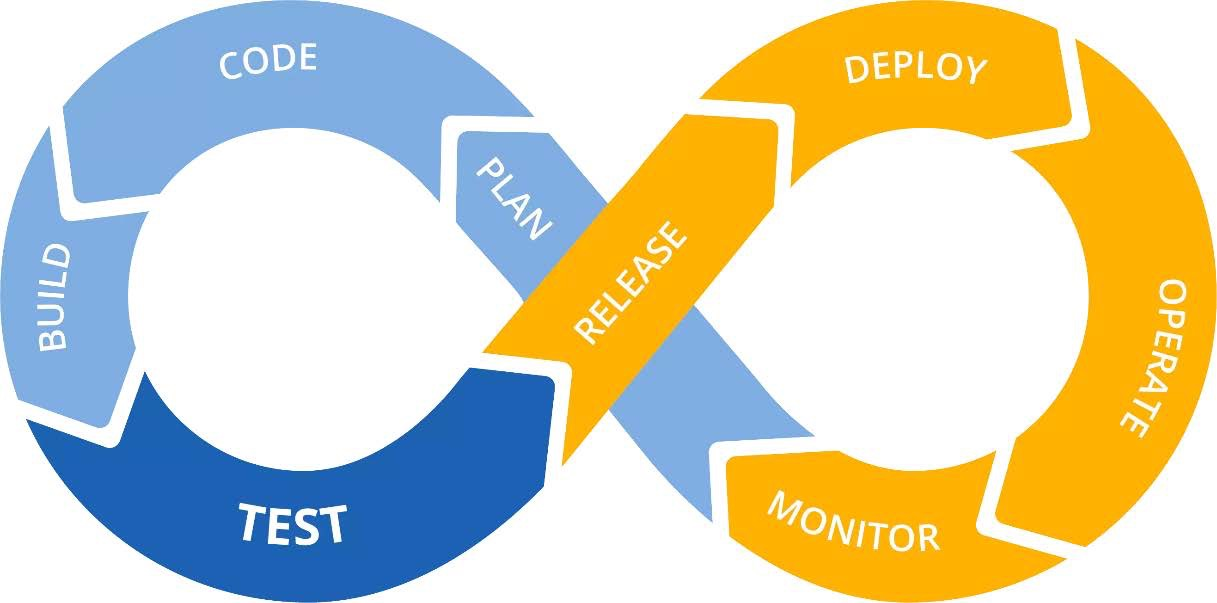 CODE
DEPLOY
PLAN
BUILD
RELEASE
OPERATE
TEST
MONITOR